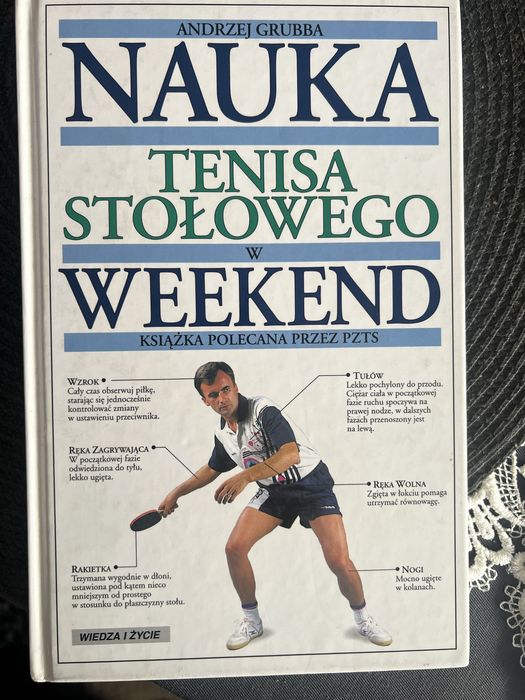 ANDRZEJ GRUBBA
NAUKA
TENISA
STOŁOWEGO
W
WEEKEND
KSIĄŻKA POLECANA PRZEZ PZTS
WZROK
Cały czas obserwuj piłkę,
starając się jednocześnie
kontrolować zmiany
w ustawieniu przeciwnika.
TUŁÓW
Lekko pochylony do przodu.
Ciężar ciała w początkowej
fazie ruchu spoczywa na
prawej nodze, w dalszych
fazach przenoszony jest
na lewą.
RĘKA ZAGRYWAJĄCA
W początkowej fazie
odwiedziona do tyłu,
lekko ugięta.
RĘKA WOLNA
Zgięta w łokciu pomaga
utrzymać równowagę.
RAKIETKA
Trzymana wygodnie w dłoni,
ustawiona pod kątem nieco
mniejszym od prostego
w stosunku do płaszczyzny stołu.
NOGI
Mocno ugięte
w kolanach.
WIEDZA I ŻYCIE